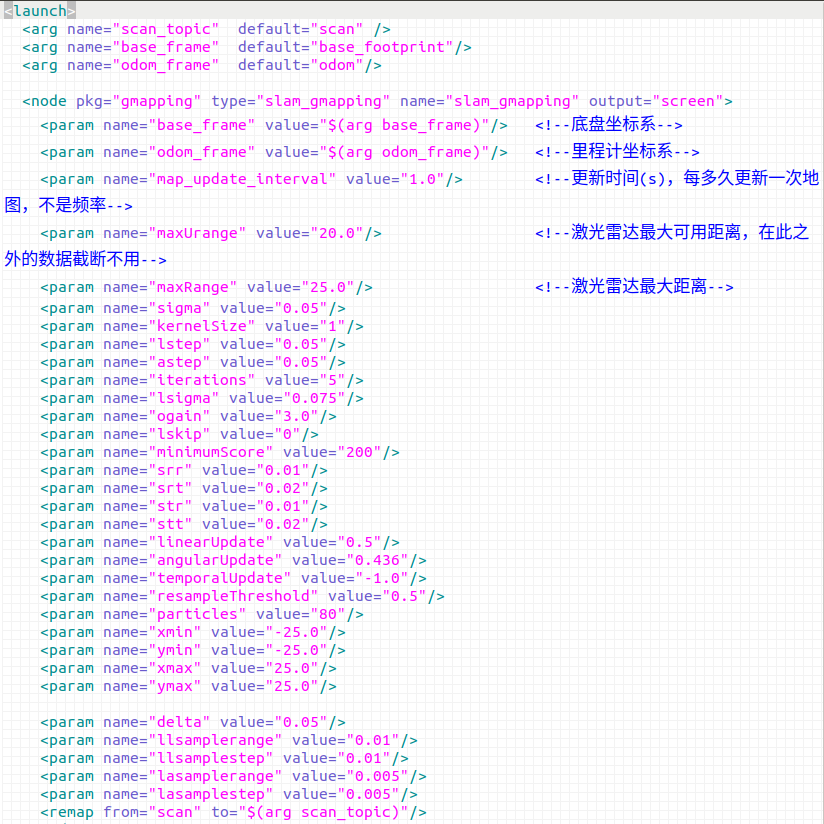 <launch>
  <arg name="scan_topic"  default="scan" />
  <arg name="base_frame"  default="base_footprint"/>
  <arg name="odom_frame"  default="odom"/>

  <node pkg="gmapping" type="slam_gmapping" name="slam_gmapping" output="screen">
    <param name="base_frame" value="$(arg base_frame)"/>   <!--底盘坐标系-->
    <param name="odom_frame" value="$(arg odom_frame)"/>   <!--里程计坐标系-->
    <param name="map_update_interval" value="1.0"/>        <!--更新时间(s)，每多久更新一次地
图，不是频率-->
    <param name="maxUrange" value="20.0"/>                 <!--激光雷达最大可用距离，在此之
外的数据截断不用-->
    <param name="maxRange" value="25.0"/>                  <!--激光雷达最大距离-->
    <param name="sigma" value="0.05"/>
    <param name="kernelSize" value="1"/>
    <param name="lstep" value="0.05"/>
    <param name="astep" value="0.05"/>
    <param name="iterations" value="5"/>
    <param name="lsigma" value="0.075"/>
    <param name="ogain" value="3.0"/>
    <param name="lskip" value="0"/>
    <param name="minimumScore" value="200"/>
    <param name="srr" value="0.01"/>
    <param name="srt" value="0.02"/>
    <param name="str" value="0.01"/>
    <param name="stt" value="0.02"/>
    <param name="linearUpdate" value="0.5"/>
    <param name="angularUpdate" value="0.436"/>
    <param name="temporalUpdate" value="-1.0"/>
    <param name="resampleThreshold" value="0.5"/>
    <param name="particles" value="80"/>
    <param name="xmin" value="-25.0"/>
    <param name="ymin" value="-25.0"/>
    <param name="xmax" value="25.0"/>
    <param name="ymax" value="25.0"/>

    <param name="delta" value="0.05"/>
    <param name="llsamplerange" value="0.01"/>
    <param name="llsamplestep" value="0.01"/>
    <param name="lasamplerange" value="0.005"/>
    <param name="lasamplestep" value="0.005"/>
    <remap from="scan" to="$(arg scan_topic)"/>